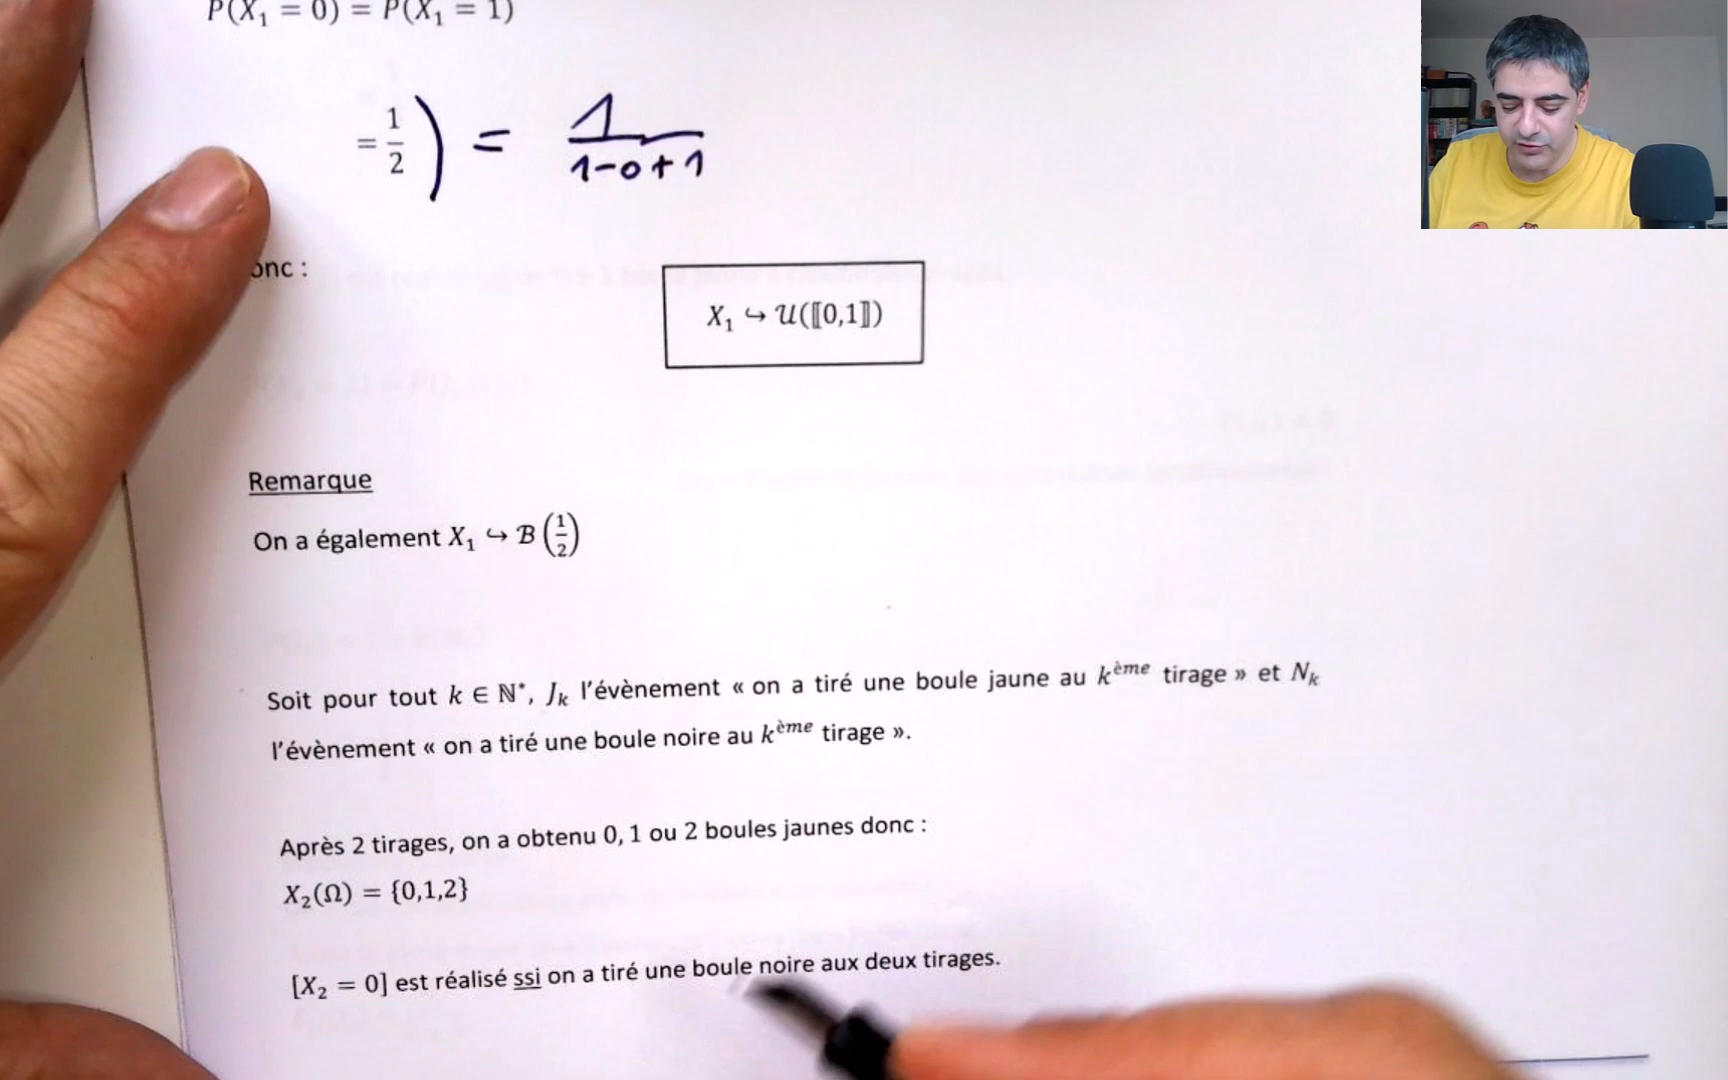 P(X₁ = 0) = P(X₁ = 1)
= 1/2) = 1/(1-0+1)
onc :
X₁ ↪ 𝒰(⟦0,1⟧)
Remarque
On a également X₁ ↪ ℬ(1/2)
Soit pour tout k ∈ ℕ*, Jₖ l'évènement « on a tiré une boule jaune au kᵉ̀ᵐᵉ tirage » et Nₖ
l'évènement « on a tiré une boule noire au kᵉ̀ᵐᵉ tirage ».
Après 2 tirages, on a obtenu 0, 1 ou 2 boules jaunes donc :
X₂(Ω) = {0,1,2}
[X₂ = 0] est réalisé ssi on a tiré une boule noire aux deux tirages.